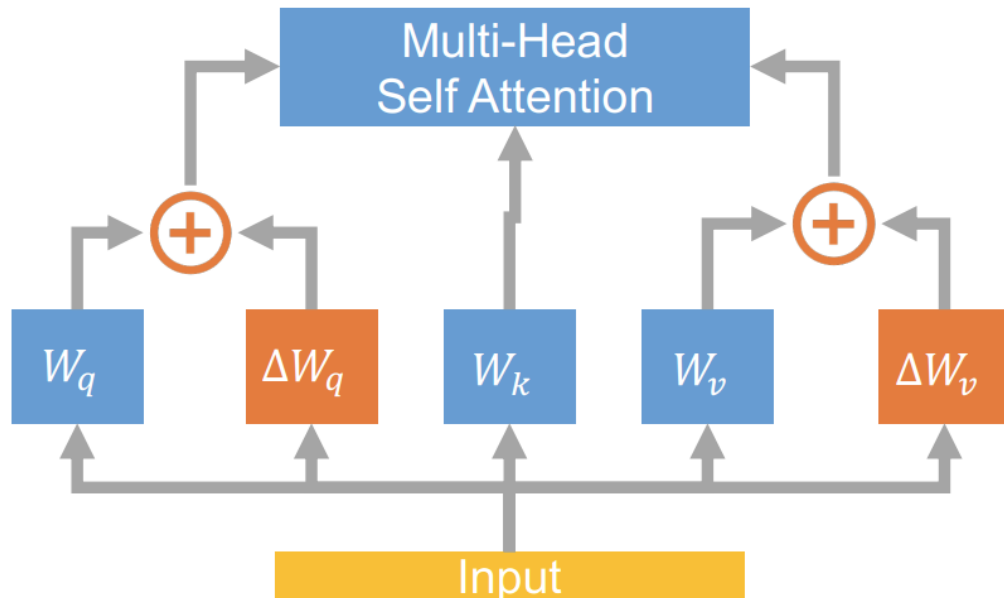 Multi-Head
Self Attention
+
+
W_q
ΔW_q
W_k
W_v
ΔW_v
Input